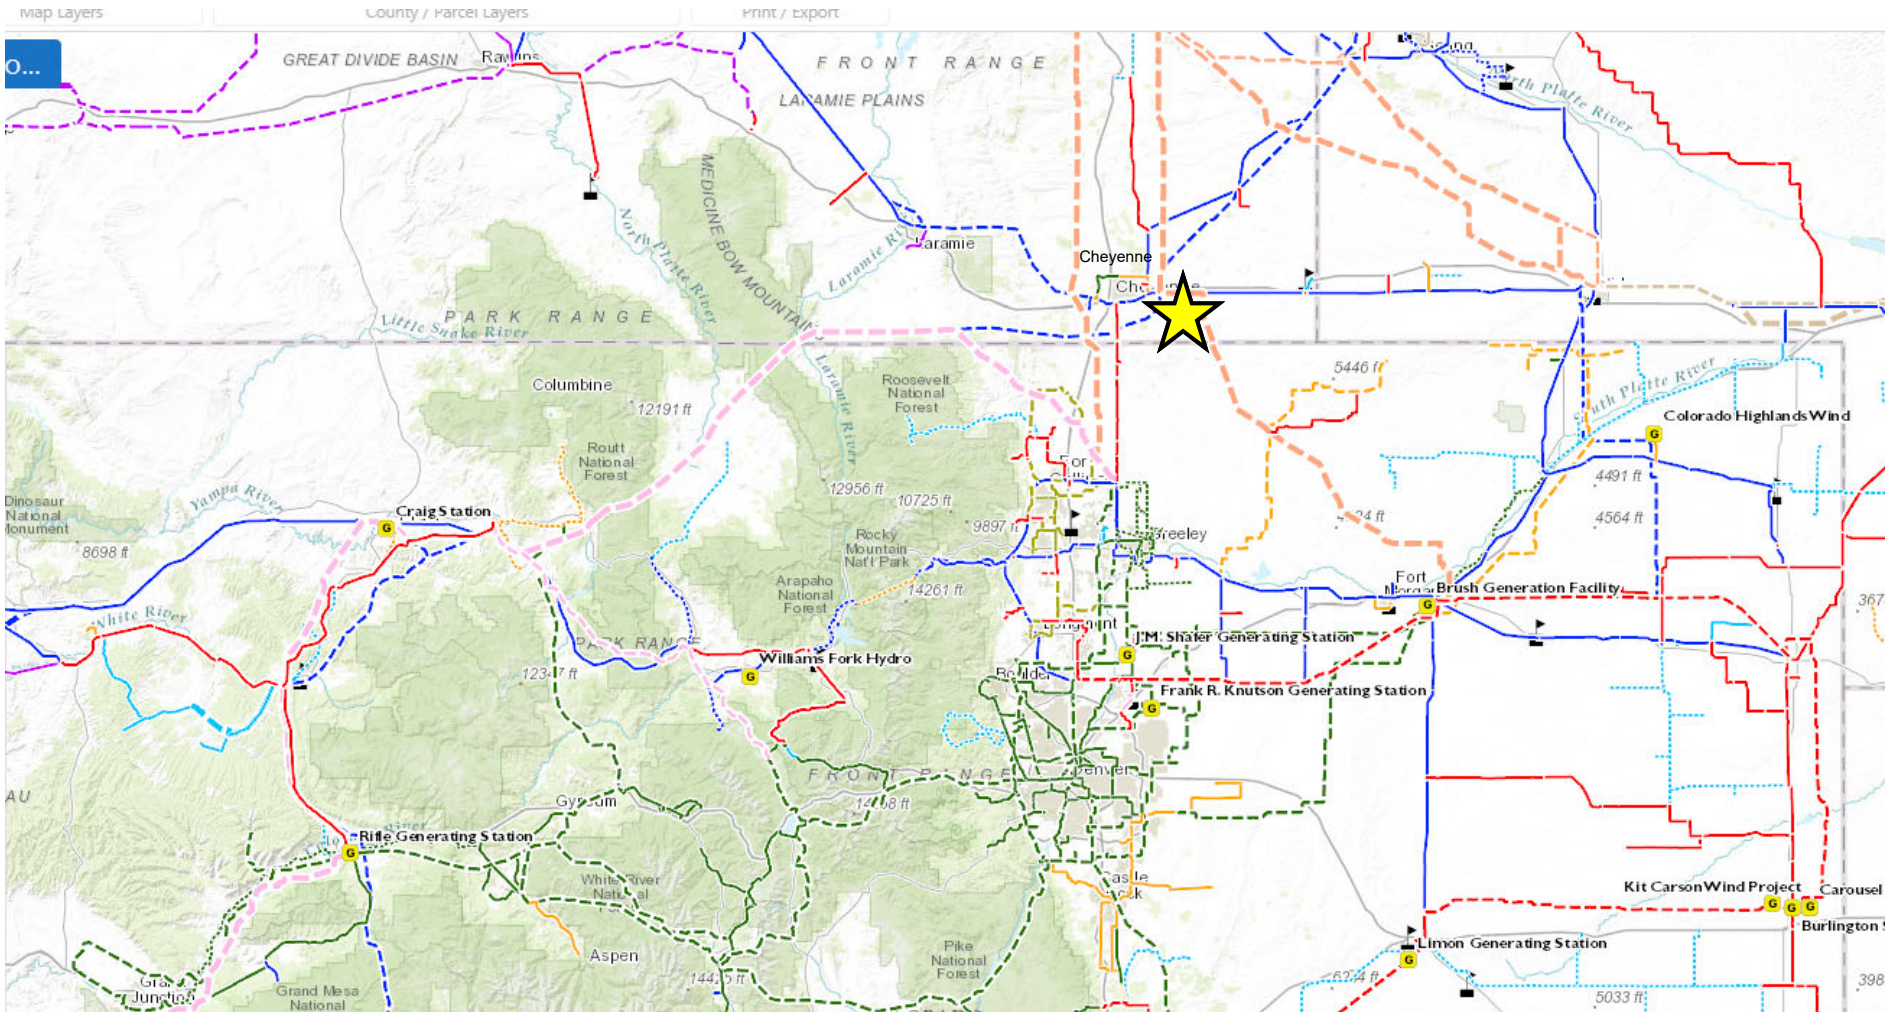 Map Layers
County / Parcel Layers
Print / Export
O...
GREAT DIVIDE BASIN
FRONT RANGE
LARAMIE PLAINS
North Platte River
MEDICINE BOW MOUNTAINS
North Platte River
Laramie
Cheyenne
PARK RANGE
Little Snake River
Columbine
12191 ft
Roosevelt
National
Forest
5446 f
South Platte River
Colorado Highlands Wind
Routt
National
Forest
Laramie River
12956 ft
10725 ft
9897 ft
4491 ft
4564 ft
Dinosaur
National
Monument
Yampa River
Craig Station
8698 ft
Rocky
Mountain
Nat'l Park
Greeley
Arapaho
National
Forest
14261 ft
Fort
Brush Generation Facility
367
White River
PARK RANGE
J.M. Shafer Generating Station
Williams Fork Hydro
Boulder
Frank R. Knutson Generating Station
FRONT RANGE
Denver
AU
Gypsum
Rifle Generating Station
White River
Kit Carson Wind Project
Carousel
Burlington S
Aspen
Pike
National
Forest
Limon Generating Station
Grand
Junction
Grand Mesa
National
5033 ft
398